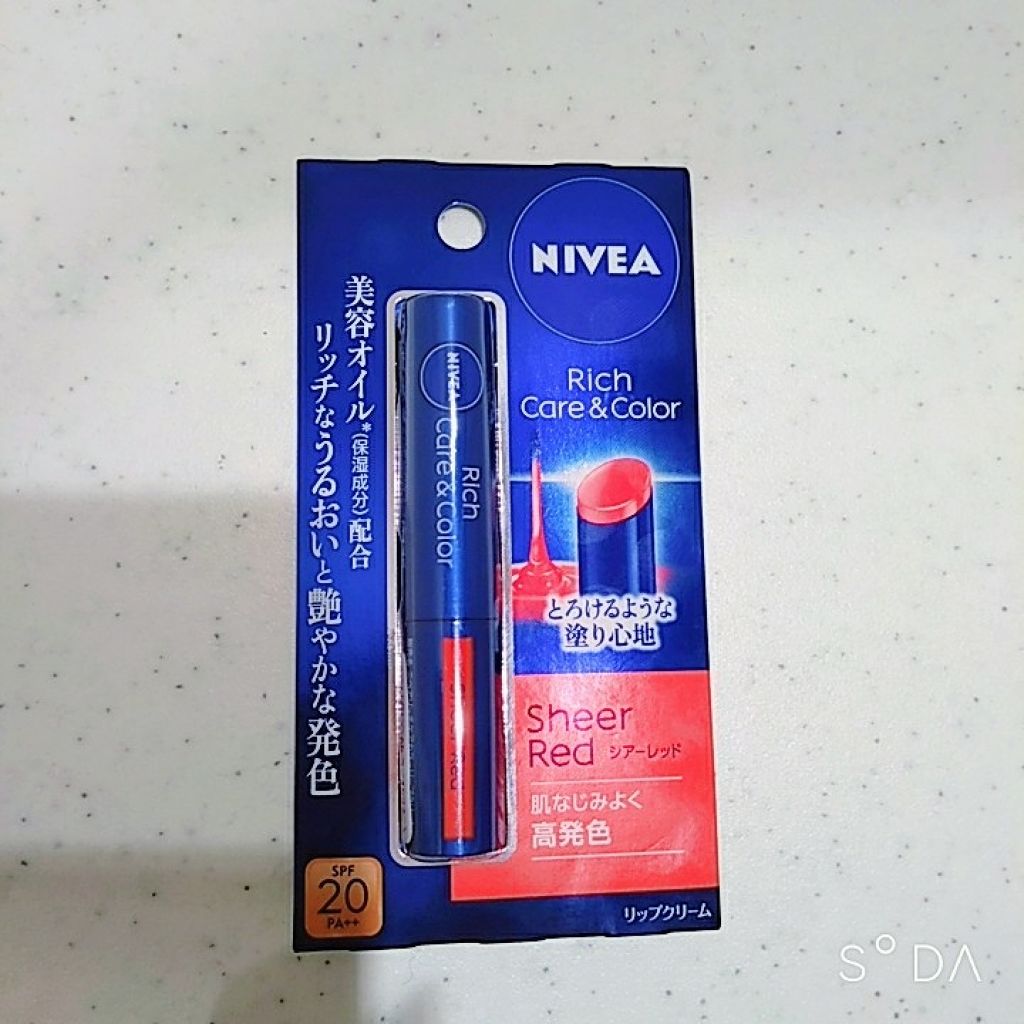 NIVEA
Rich
Care & Color
美容オイル*(保湿成分)配合
リッチなうるおいと艶やかな発色
NIVEA
Rich
Care & Color
Red
とろけるような
塗り心地
Sheer
Red シアーレッド
肌なじみよく
高発色
SPF
20
PA++
リップクリーム
SODA